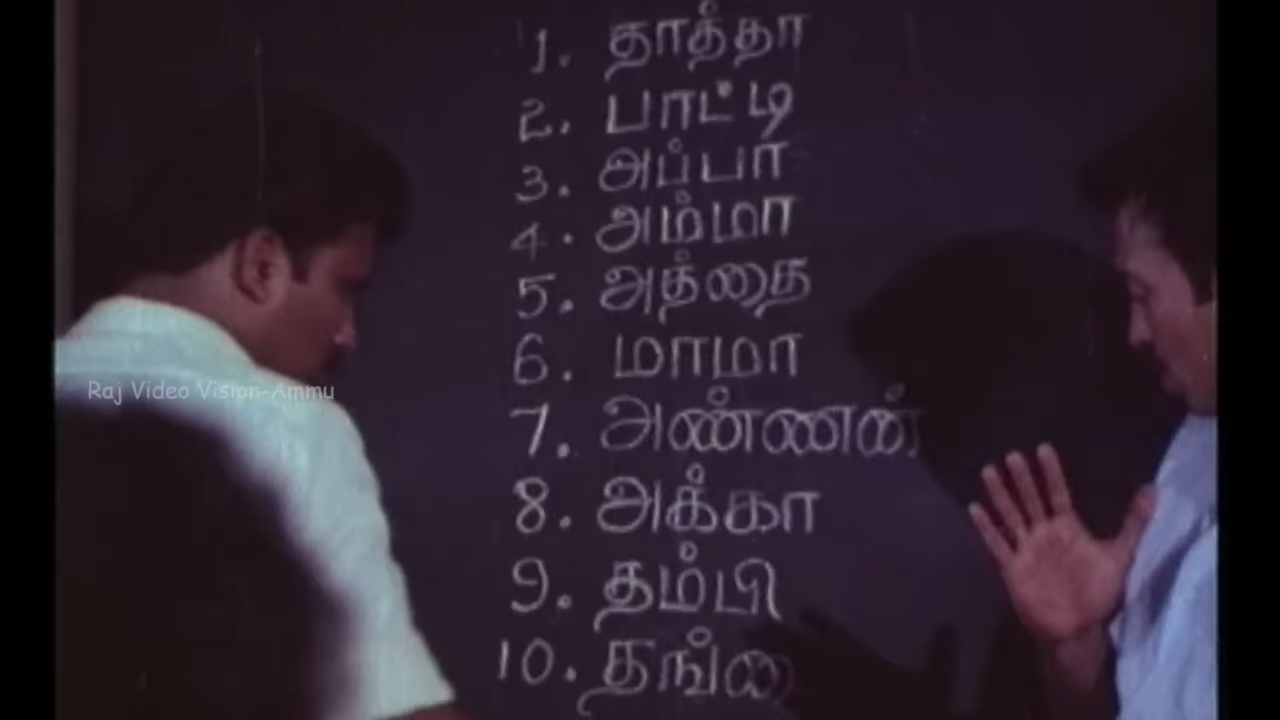 1. தாத்தா
2. பாட்டி
3. அப்பா
4. அம்மா
5. அத்தை
6. மாமா
7. அண்ணன்
8. அக்கா
9. தம்பி
10.
Raj Video Vision-Ammu